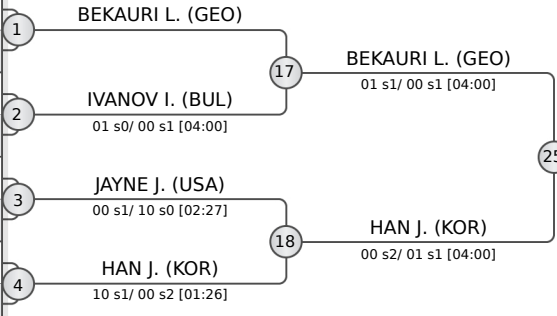 BEKAURI L. (GEO)
1
17
BEKAURI L. (GEO)
01 s1/ 00 s1 [04:00]
IVANOV I. (BUL)
2
01 s0/ 00 s1 [04:00]
25
JAYNE J. (USA)
3
00 s1/ 10 s0 [02:27]
18
HAN J. (KOR)
00 s2/ 01 s1 [04:00]
HAN J. (KOR)
4
10 s1/ 00 s2 [01:26]